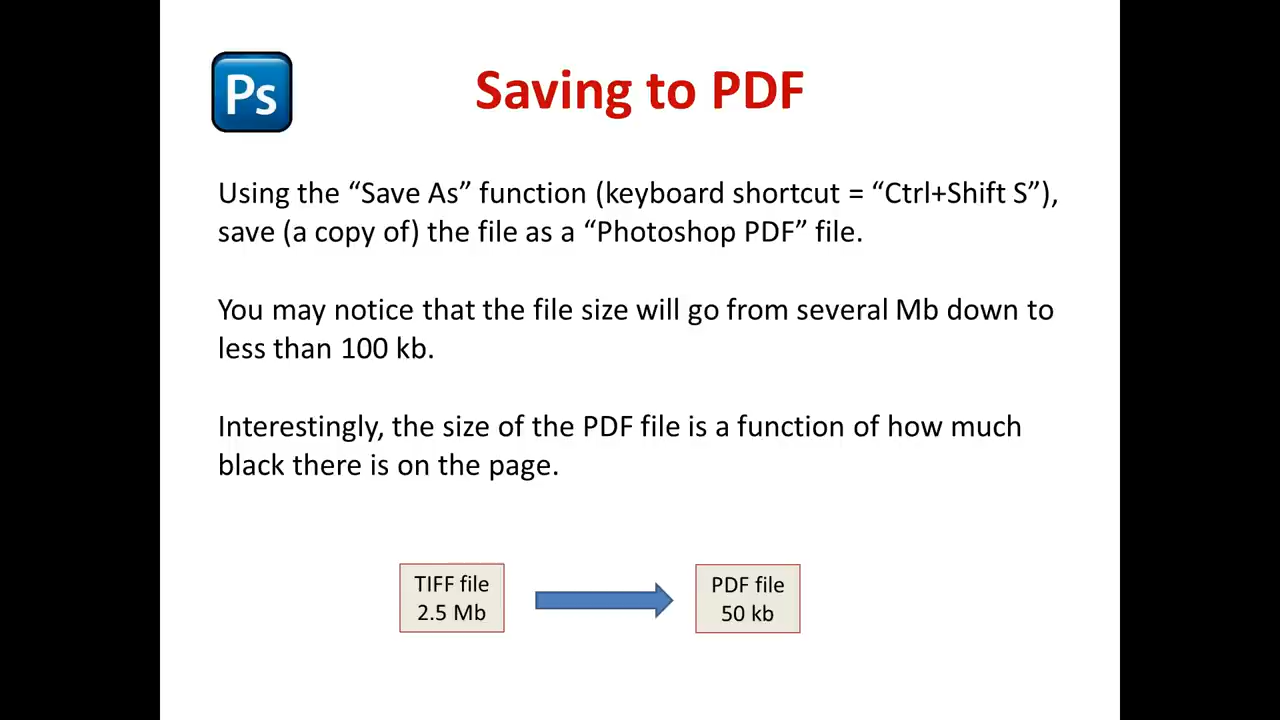 Ps
Saving to PDF
Using the “Save As” function (keyboard shortcut = “Ctrl+Shift S”),
save (a copy of) the file as a “Photoshop PDF” file.
You may notice that the file size will go from several Mb down to
less than 100 kb.
Interestingly, the size of the PDF file is a function of how much
black there is on the page.
TIFF file
2.5 Mb
PDF file
50 kb